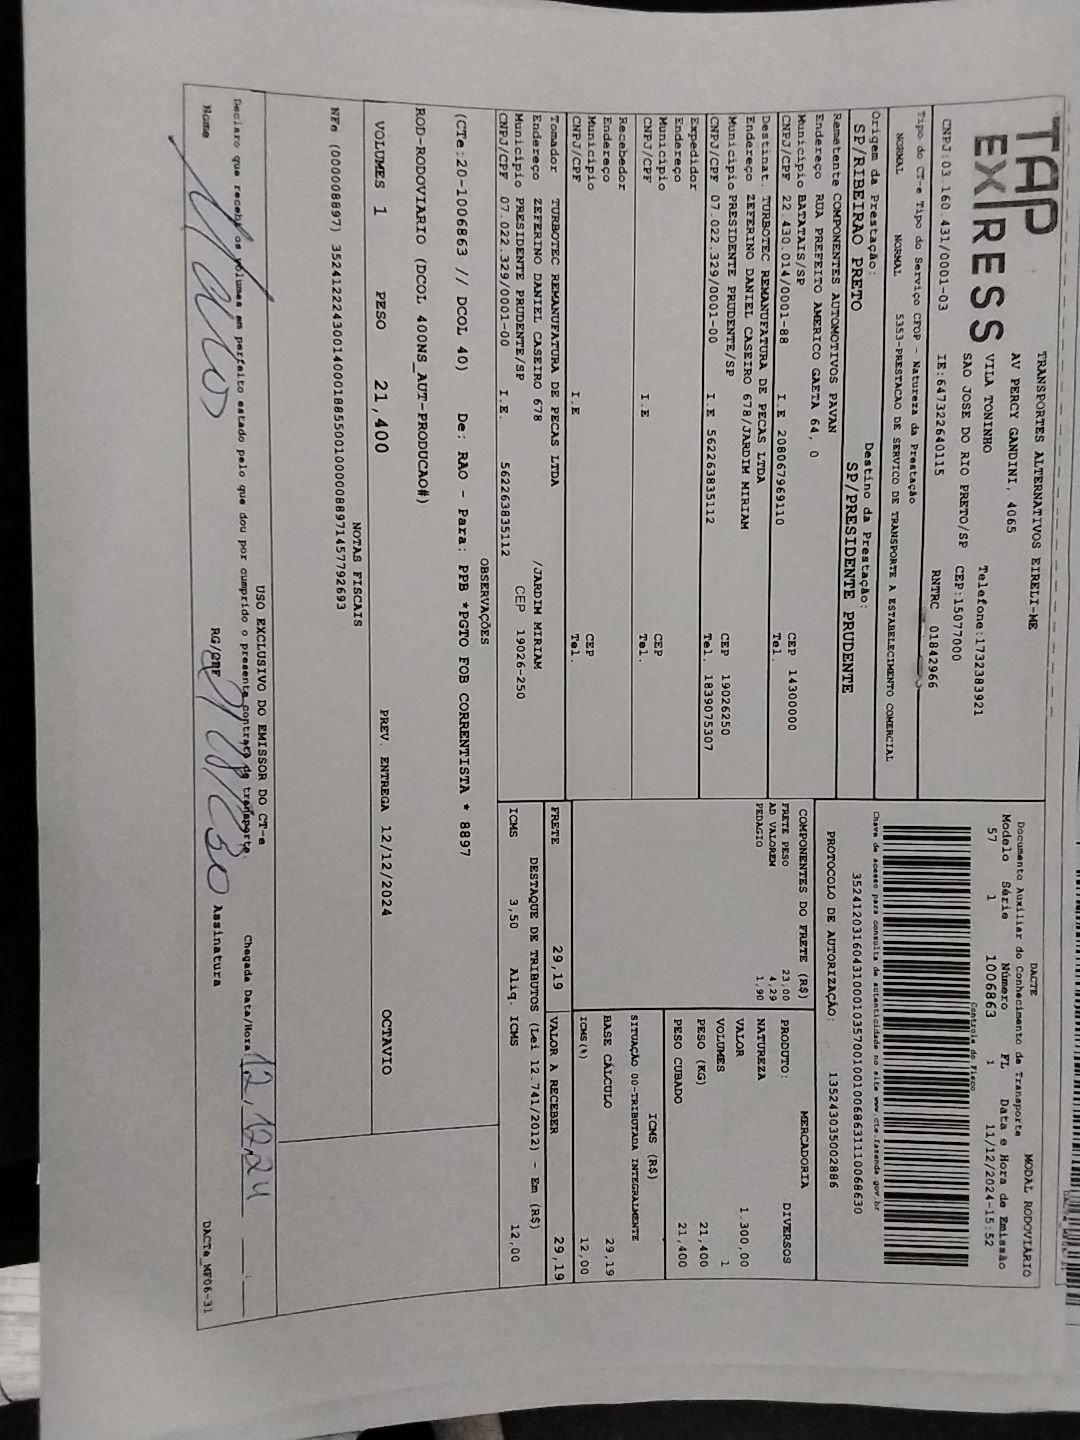 TAP
EXPRESS
TRANSPORTES ALTERNATIVOS EIRELI-ME
AV PERCY GANDINI, 4065
VILA TONINHO Telefone:1732383921
SAO JOSE DO RIO PRETO/SP CEP:15077000
CNPJ:03.160.431/0001-03 IE:647322640115 RNTRC 01842966
Tipo do CT-e Tipo do Serviço CFOP - Natureza da Prestação
NORMAL NORMAL 5353-PRESTACAO DE SERVICO DE TRANSPORTE A ESTABELECIMENTO COMERCIAL
Origem da Prestação: Destino da Prestação:
SP/RIBEIRAO PRETO SP/PRESIDENTE PRUDENTE
DACTE MODAL RODOVIÁRIO
Documento Auxiliar do Conhecimento de Transporte
Modelo Série Número FL Data e Hora de Emissão
57 1 1006863 1 11/12/2024-15:52
Controle do Fisco
Chave de acesso para consulta de autenticidade no site www.cte.fazenda.gov.br
35241203160431000103570010010068631110068630
PROTOCOLO DE AUTORIZAÇÃO: 135243035002886
Remetente COMPONENTES AUTOMOTIVOS PAVAN
Endereço RUA PREFEITO AMERICO GAETA 64, 0
Município BATATAIS/SP CEP 14300000
CNPJ/CPF 22.430.014/0001-88 I.E 208067969110 Tel.
Destinat. TURBOTEC REMANUFATURA DE PECAS LTDA
Endereço ZEFERINO DANIEL CASEIRO 678/JARDIM MIRIAM
Município PRESIDENTE PRUDENTE/SP CEP 19026250
CNPJ/CPF 07.022.329/0001-00 I.E 562263835112 Tel. 1839075307
Expedidor
Endereço
Município CEP
CNPJ/CPF I.E Tel.
Recebedor
Endereço
Município CEP
CNPJ/CPF I.E Tel.
Tomador TURBOTEC REMANUFATURA DE PECAS LTDA
Endereço ZEFERINO DANIEL CASEIRO 678 /JARDIM MIRIAM
Município PRESIDENTE PRUDENTE/SP CEP 19026-250
CNPJ/CPF 07.022.329/0001-00 I.E. 562263835112
COMPONENTES DO FRETE (R$)
FRETE PESO 23,00
AD VALOREM 4,29
PEDAGIO 1,90
MERCADORIA
PRODUTO: DIVERSOS
NATUREZA
VALOR 1.300,00
VOLUMES 1
PESO (KG) 21,400
PESO CUBADO 21,400
ICMS (R$)
SITUAÇÃO 00-TRIBUTADA INTEGRALMENTE
BASE CÁLCULO 29,19
ICMS(%) 12,00
FRETE 29,19 VALOR A RECEBER 29,19
DESTAQUE DE TRIBUTOS (Lei 12.741/2012) - Em (R$)
ICMS 3,50 Aliq. ICMS 12,00
OBSERVAÇÕES
(CTe:20-1006863 // DCOL 40) De: RAO - Para: PPB *PGTO FOB CORRENTISTA * 8897
ROD-RODOVIARIO (DCOL 400NS_AUT-PRODUCAO#)
VOLUMES 1 PESO 21,400 PREV. ENTREGA 12/12/2024 OCTAVIO
NOTAS FISCAIS
NFe (000008897) 35241222430014000188550010000088971457792693
USO EXCLUSIVO DO EMISSOR DO CT-e
Declaro que recebi os volumes em perfeito estado pelo que dou por cumprido o presente contrato de transporte. Chegada Data/Hora 12,12,24
Nome RG/CPF Assinatura
DACTe_MF06-31